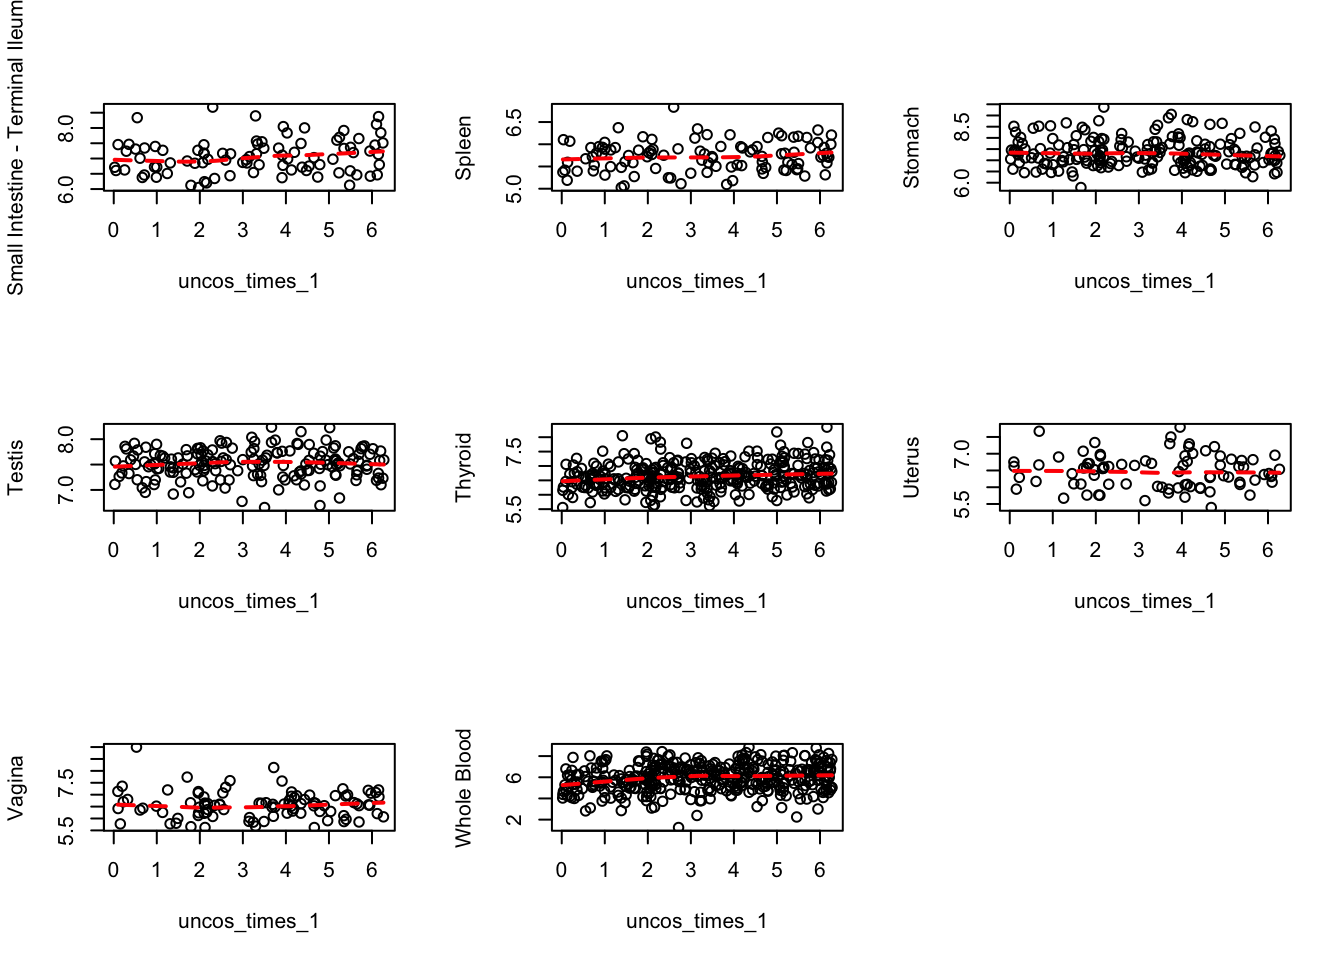 Small Intestine - Terminal Ileum
6.0 8.0
0 1 2 3 4 5 6
uncos_times_1
Spleen
5.0 6.5
0 1 2 3 4 5 6
uncos_times_1
Stomach
6.0 8.5
0 1 2 3 4 5 6
uncos_times_1
Testis
7.0 8.0
0 1 2 3 4 5 6
uncos_times_1
Thyroid
5.5 7.5
0 1 2 3 4 5 6
uncos_times_1
Uterus
5.5 7.0
0 1 2 3 4 5 6
uncos_times_1
Vagina
5.5 7.5
0 1 2 3 4 5 6
uncos_times_1
Whole Blood
2 6
0 1 2 3 4 5 6
uncos_times_1